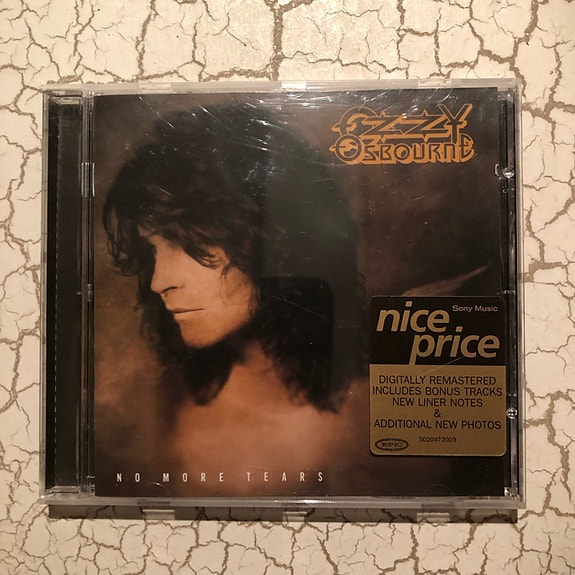 OZZY
OSBOURNE
Sony Music
nice
price
DIGITALLY REMASTERED
INCLUDES BONUS TRACKS
NEW LINER NOTES
&
ADDITIONAL NEW PHOTOS
EPIC
5020472003
NO MORE TEARS